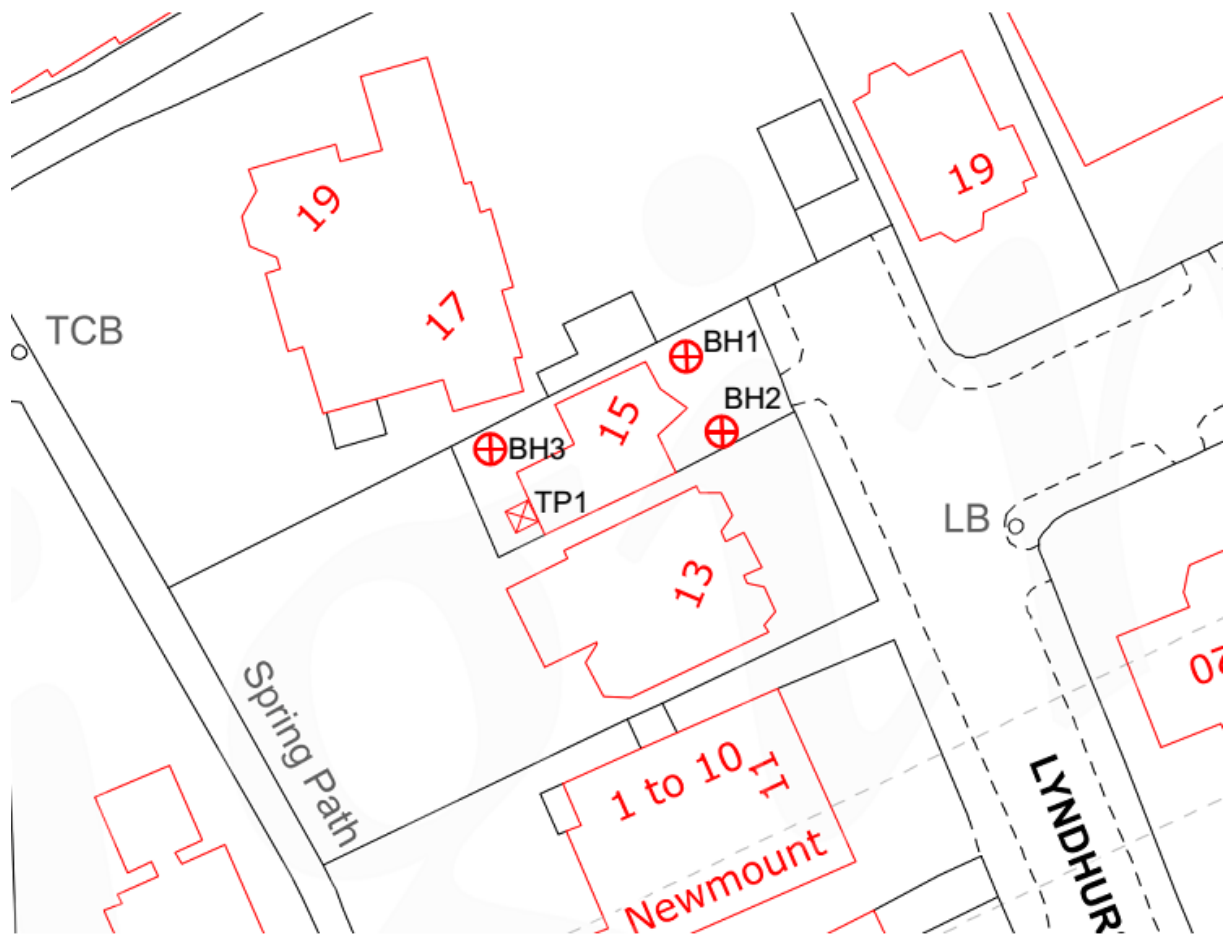 19
19
17
TCB
BH1
BH2
15
BH3
TP1
LB
13
Spring Path
20
1 to 10
11
Newmount
LYNDHUR